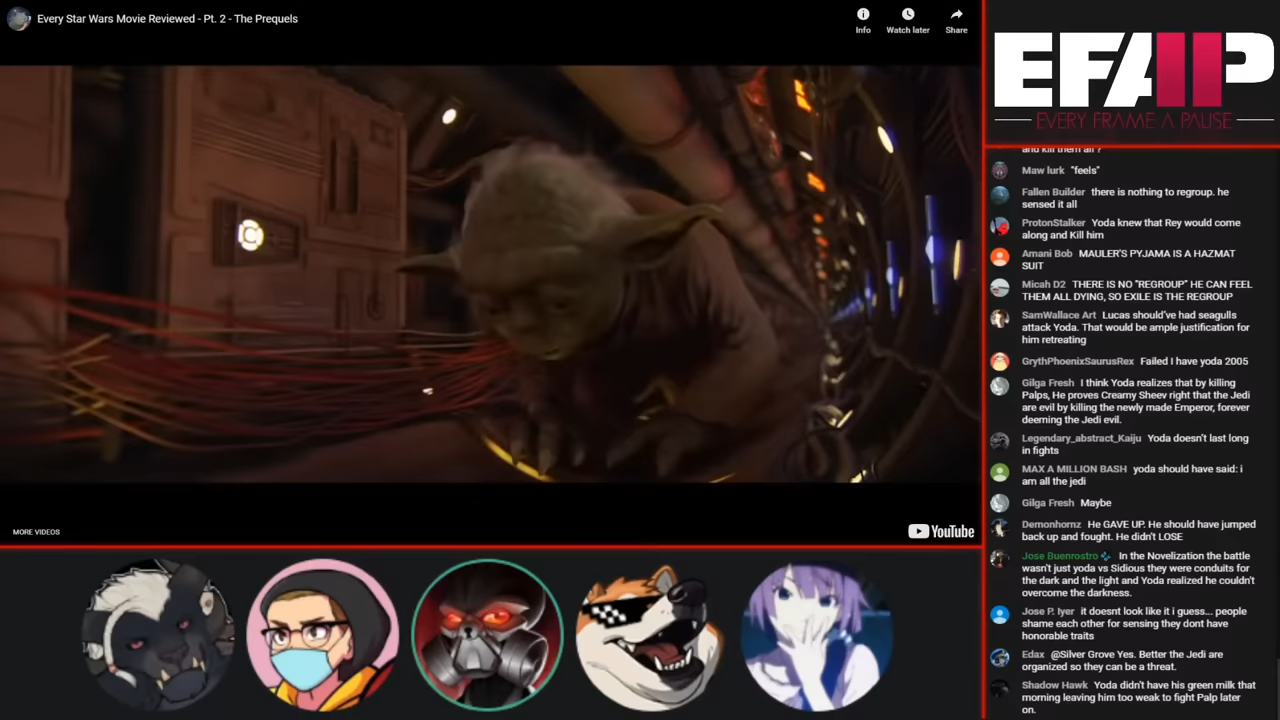 Every Star Wars Movie Reviewed - Pt. 2 - The Prequels
Info
Watch later
Share
MORE VIDEOS
YouTube
EFAP
EVERY FRAME A PAUSE
and kill them all ?
Maw lurk "feels"
Fallen Builder there is nothing to regroup. he
sensed it all
ProtonStalker Yoda knew that Rey would come
along and Kill him
Amani Bob MAULER'S PYJAMA IS A HAZMAT
SUIT
Micah D2 THERE IS NO "REGROUP" HE CAN FEEL
THEM ALL DYING, SO EXILE IS THE REGROUP
SamWallace Art Lucas should've had seagulls
attack Yoda. That would be ample justification for
him retreating
GrythPhoenixSaurusRex Failed I have yoda 2005
Gilga Fresh I think Yoda realizes that by killing
Palps, He proves Creamy Sheev right that the Jedi
are evil by killing the newly made Emperor, forever
deeming the Jedi evil.
Legendary_abstract_Kaiju Yoda doesn't last long
in fights
MAX A MILLION BASH yoda should have said: i
am all the jedi
Gilga Fresh Maybe
Demonhornz He GAVE UP. He should have jumped
back up and fought. He didn't LOSE
Jose Buenrostro In the Novelization the battle
wasn't just yoda vs Sidious they were conduits for
the dark and the light and Yoda realized he couldn't
overcome the darkness.
Jose P. Iyer it doesnt look like it i guess... people
shame each other for sensing they dont have
honorable traits
Edax @Silver Grove Yes. Better the Jedi are
organized so they can be a threat.
Shadow Hawk Yoda didn't have his green milk that
morning leaving him too weak to fight Palp later
on.